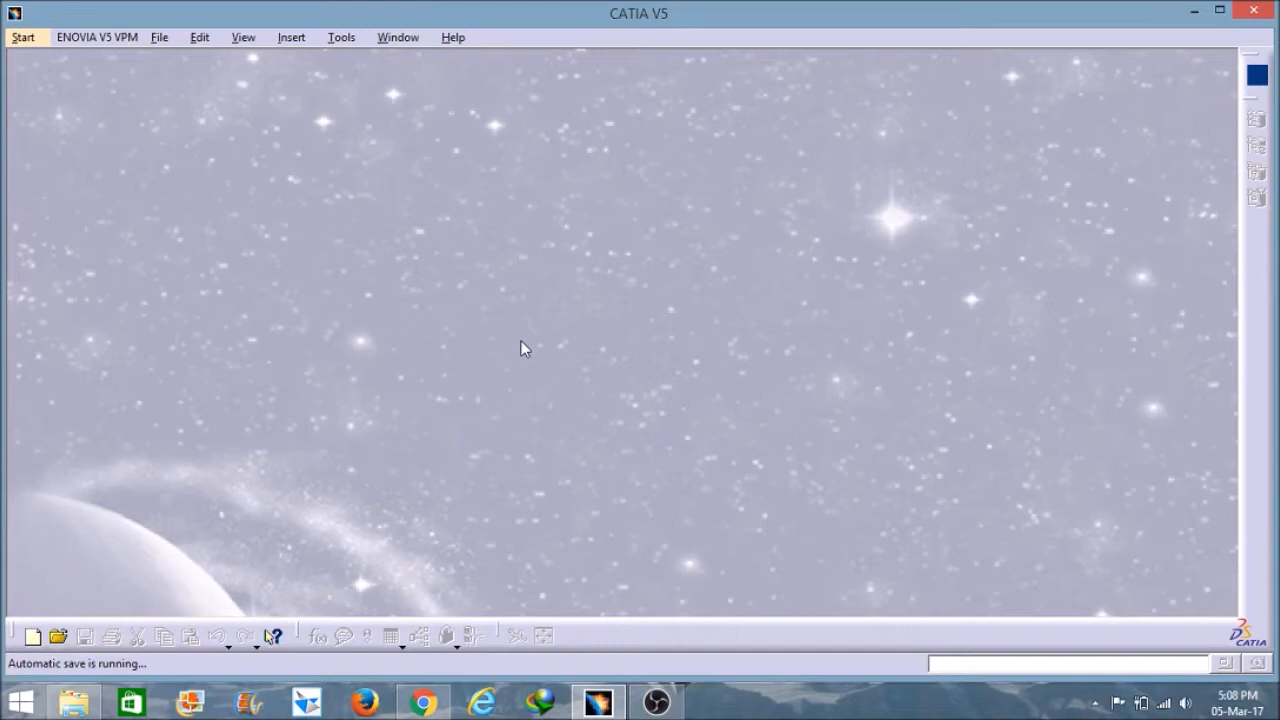 CATIA V5
Start ENOVIA V5 VPM File Edit View Insert Tools Window Help
f(x)
CATIA
Automatic save is running...
5:08 PM
05-Mar-17